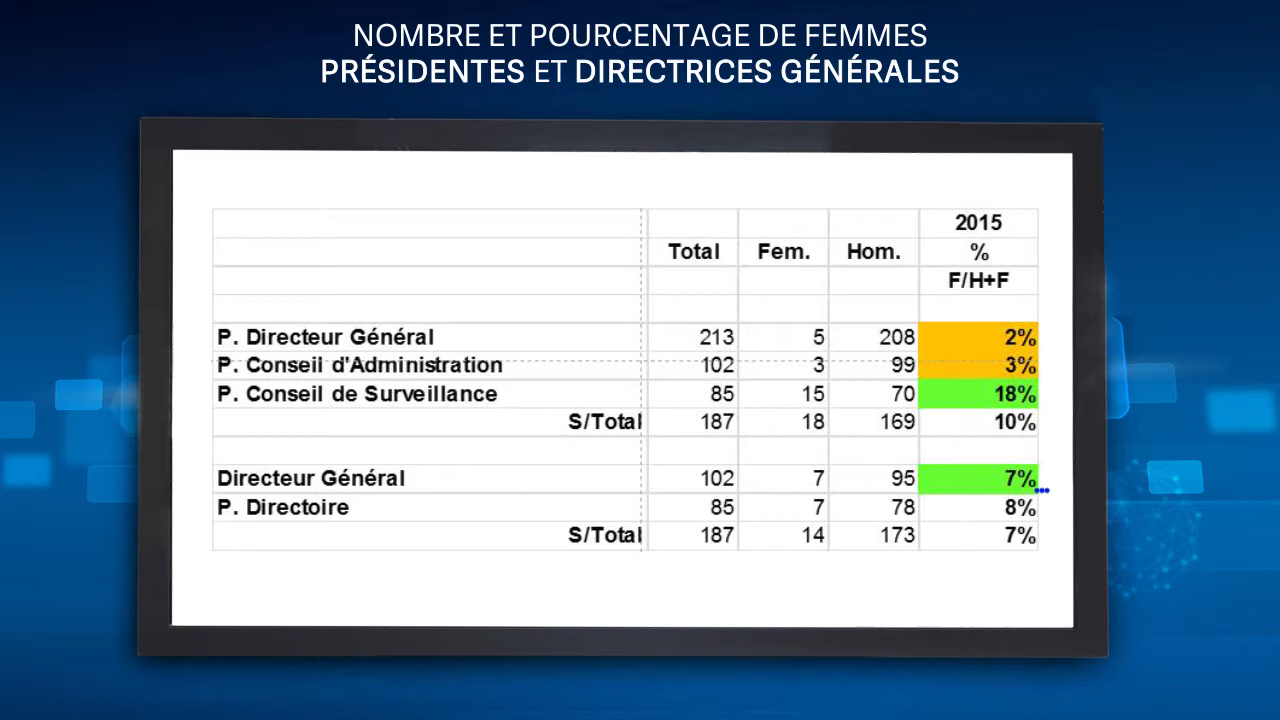 NOMBRE ET POURCENTAGE DE FEMMES
PRÉSIDENTES ET DIRECTRICES GÉNÉRALES
2015
Total Fem. Hom. %
F/H+F
P. Directeur Général 213 5 208 2%
P. Conseil d'Administration 102 3 99 3%
P. Conseil de Surveillance 85 15 70 18%
S/Total 187 18 169 10%
Directeur Général 102 7 95 7%
P. Directoire 85 7 78 8%
S/Total 187 14 173 7%